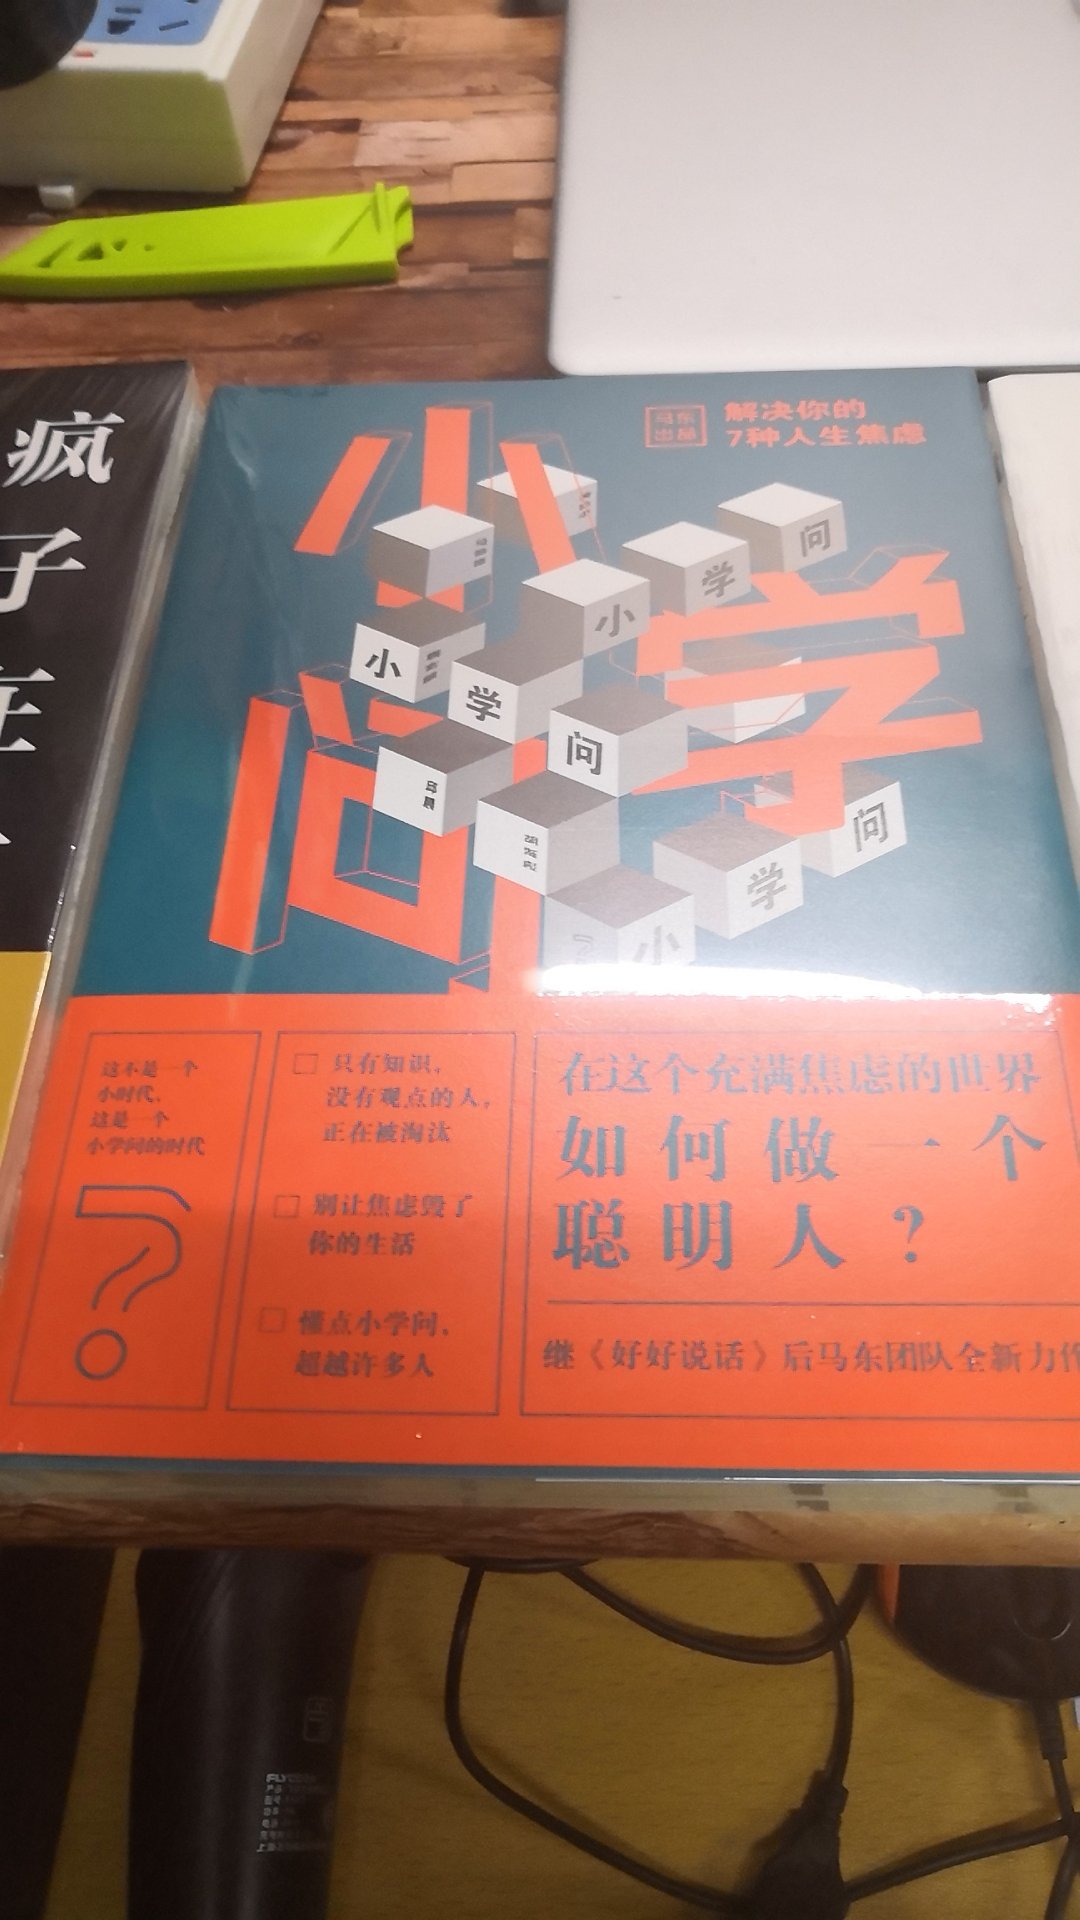 疯
子
在
马东
出品
解决你的
7种人生焦虑
小
学
问
小
学
问
小
学
问
小
学
问
邱晨
胡渐彪
这不是一个
小时代，
这是一个
小学问的时代
？
只有知识，
没有观点的人，
正在被淘汰
别让焦虑毁了
你的生活
懂点小学问，
超越许多人
在这个充满焦虑的世界
如何做一个
聪明人？
继《好好说话》后马东团队全新力作